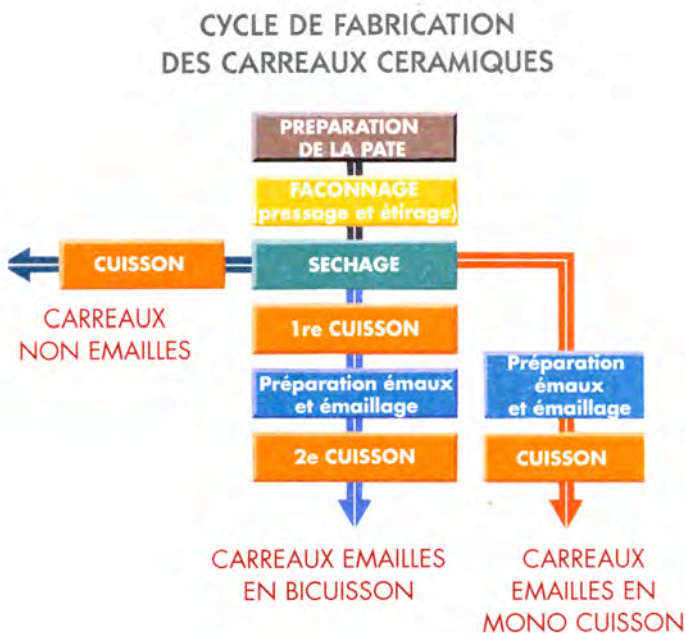 CYCLE DE FABRICATION
DES CARREAUX CERAMIQUES
PREPARATION
DE LA PATE
FAÇONNAGE
(pressage et étirage)
CUISSON
SECHAGE
CARREAUX
NON EMAILLES
1re CUISSON
Préparation émaux
et émaillage
2e CUISSON
Préparation
émaux
et émaillage
CUISSON
CARREAUX EMAILLES
EN BICUISSON
CARREAUX
EMAILLES EN
MONO CUISSON